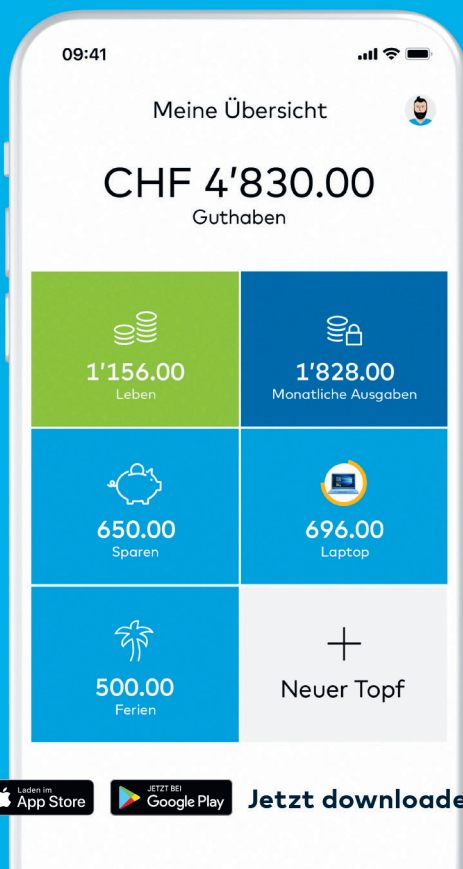 09:41
Meine Übersicht
CHF 4'830.00
Guthaben
1'156.00
Leben
1'828.00
Monatliche Ausgaben
650.00
Sparen
696.00
Laptop
500.00
Ferien
Neuer Topf
Laden im
App Store
JETZT BEI
Google Play
Jetzt downloade